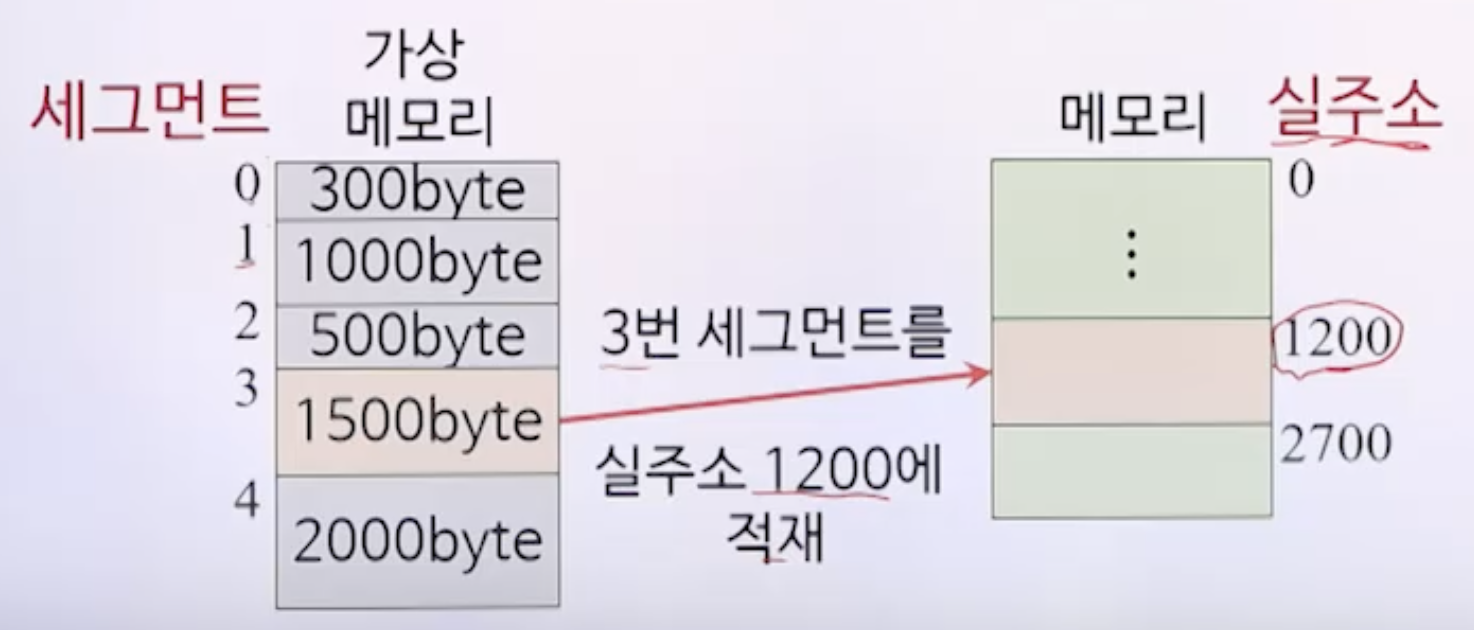 가상
세그먼트 메모리
0 300byte
1 1000byte
2 500byte
3 1500byte
4 2000byte
3번 세그먼트를
실주소 1200에
적재
메모리 실주소
0
⋮
1200
2700